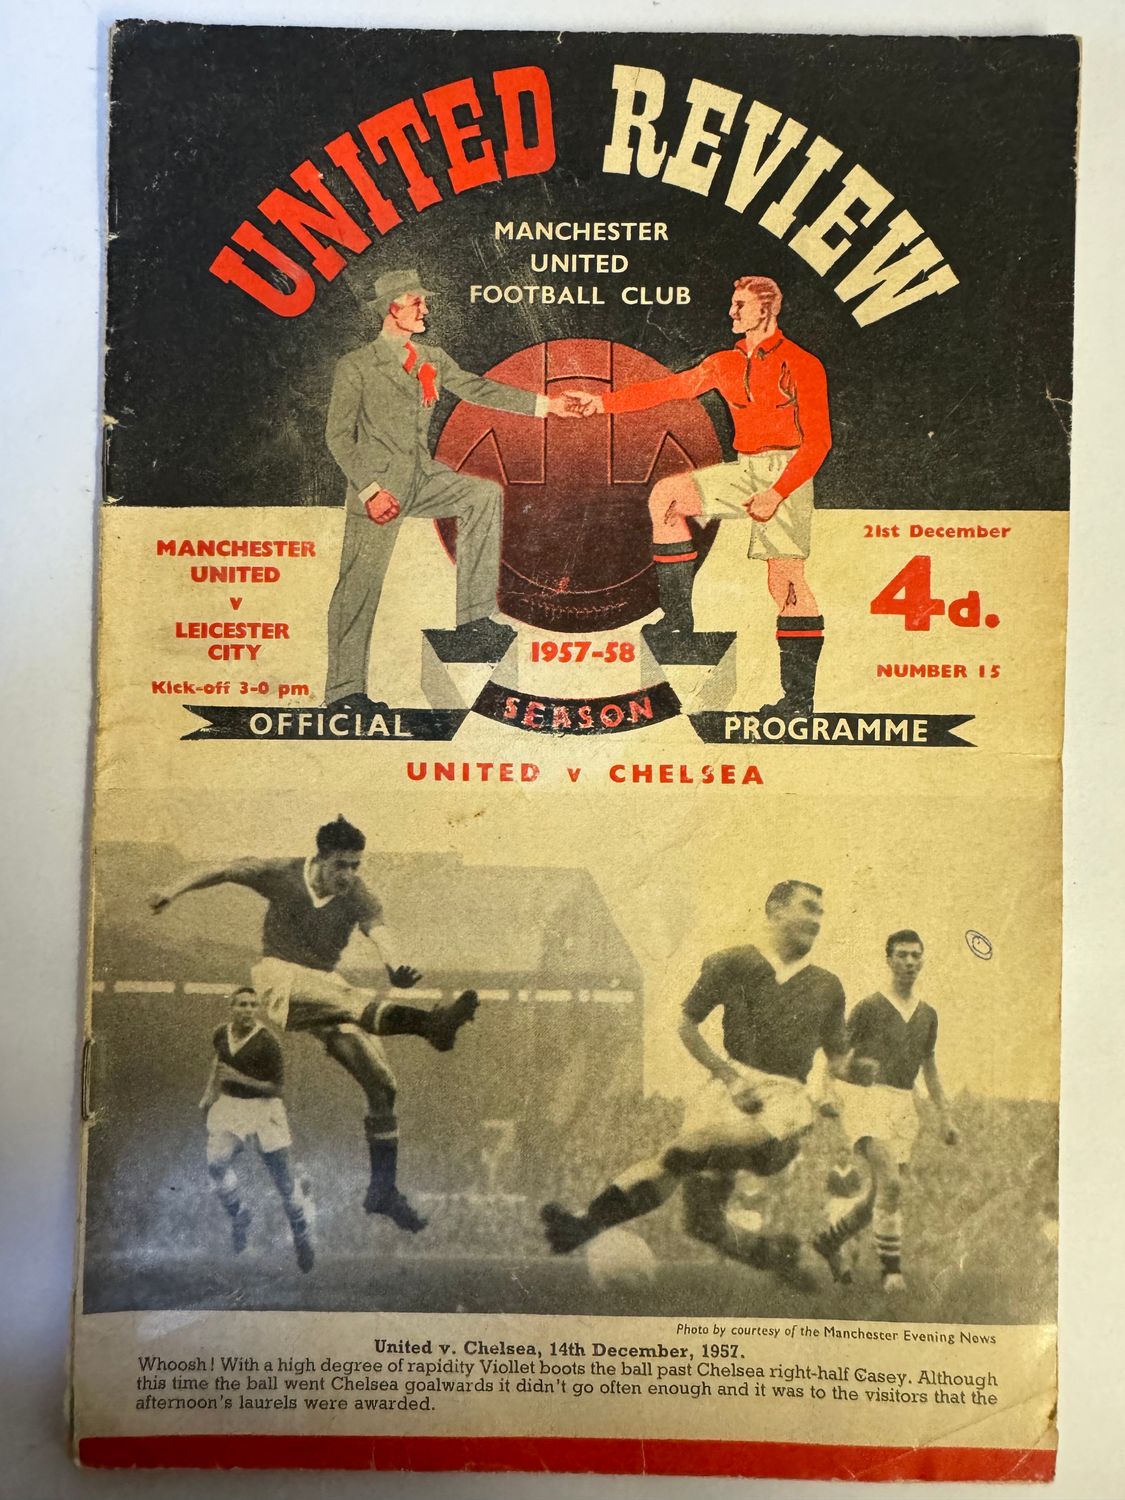 UNITED REVIEW
MANCHESTER
UNITED
FOOTBALL CLUB
MANCHESTER
UNITED
v
LEICESTER
CITY
Kick-off 3-0 pm
21st December
4d.
NUMBER 15
1957-58
SEASON
OFFICIAL
PROGRAMME
UNITED v CHELSEA
Photo by courtesy of the Manchester Evening News
United v. Chelsea, 14th December, 1957.
Whoosh! With a high degree of rapidity Viollet boots the ball past Chelsea right-half Casey. Although
this time the ball went Chelsea goalwards it didn't go often enough and it was to the visitors that the
afternoon's laurels were awarded.